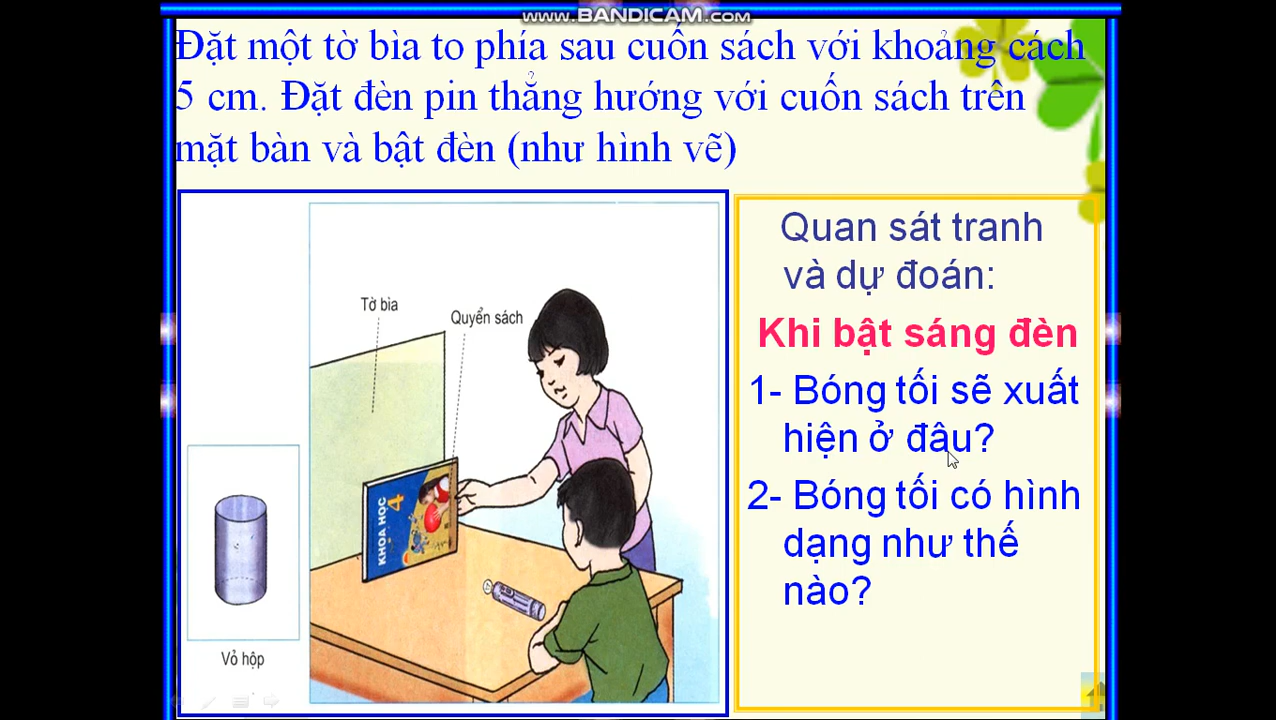 www.BANDICAM.com
Đặt một tờ bìa to phía sau cuốn sách với khoảng cách
5 cm. Đặt đèn pin thẳng hướng với cuốn sách trên
mặt bàn và bật đèn (như hình vẽ)
Tờ bìa
Quyển sách
KHOA HỌC
4
Vỏ hộp
Quan sát tranh
và dự đoán:
Khi bật sáng đèn
1- Bóng tối sẽ xuất
hiện ở đâu?
2- Bóng tối có hình
dạng như thế
nào?